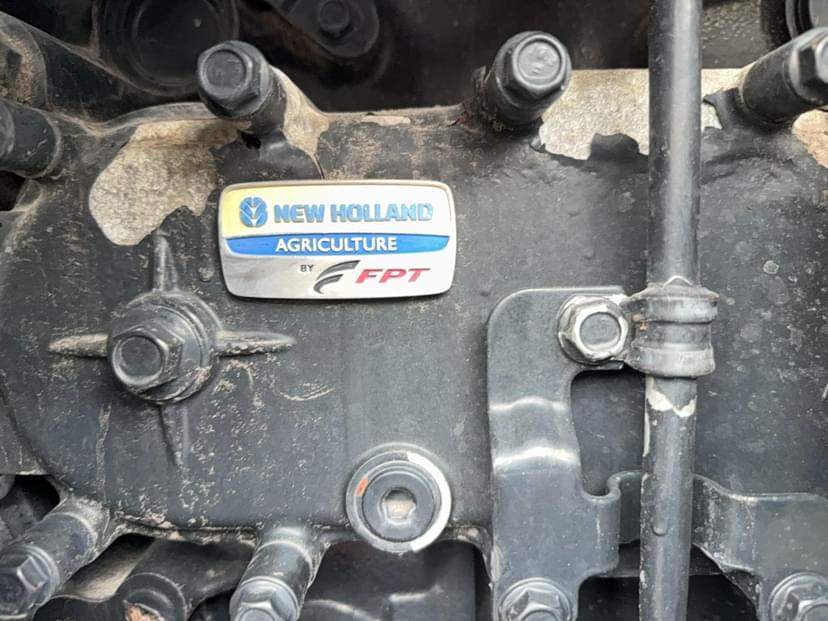 NEW HOLLAND
AGRICULTURE
BY FPT